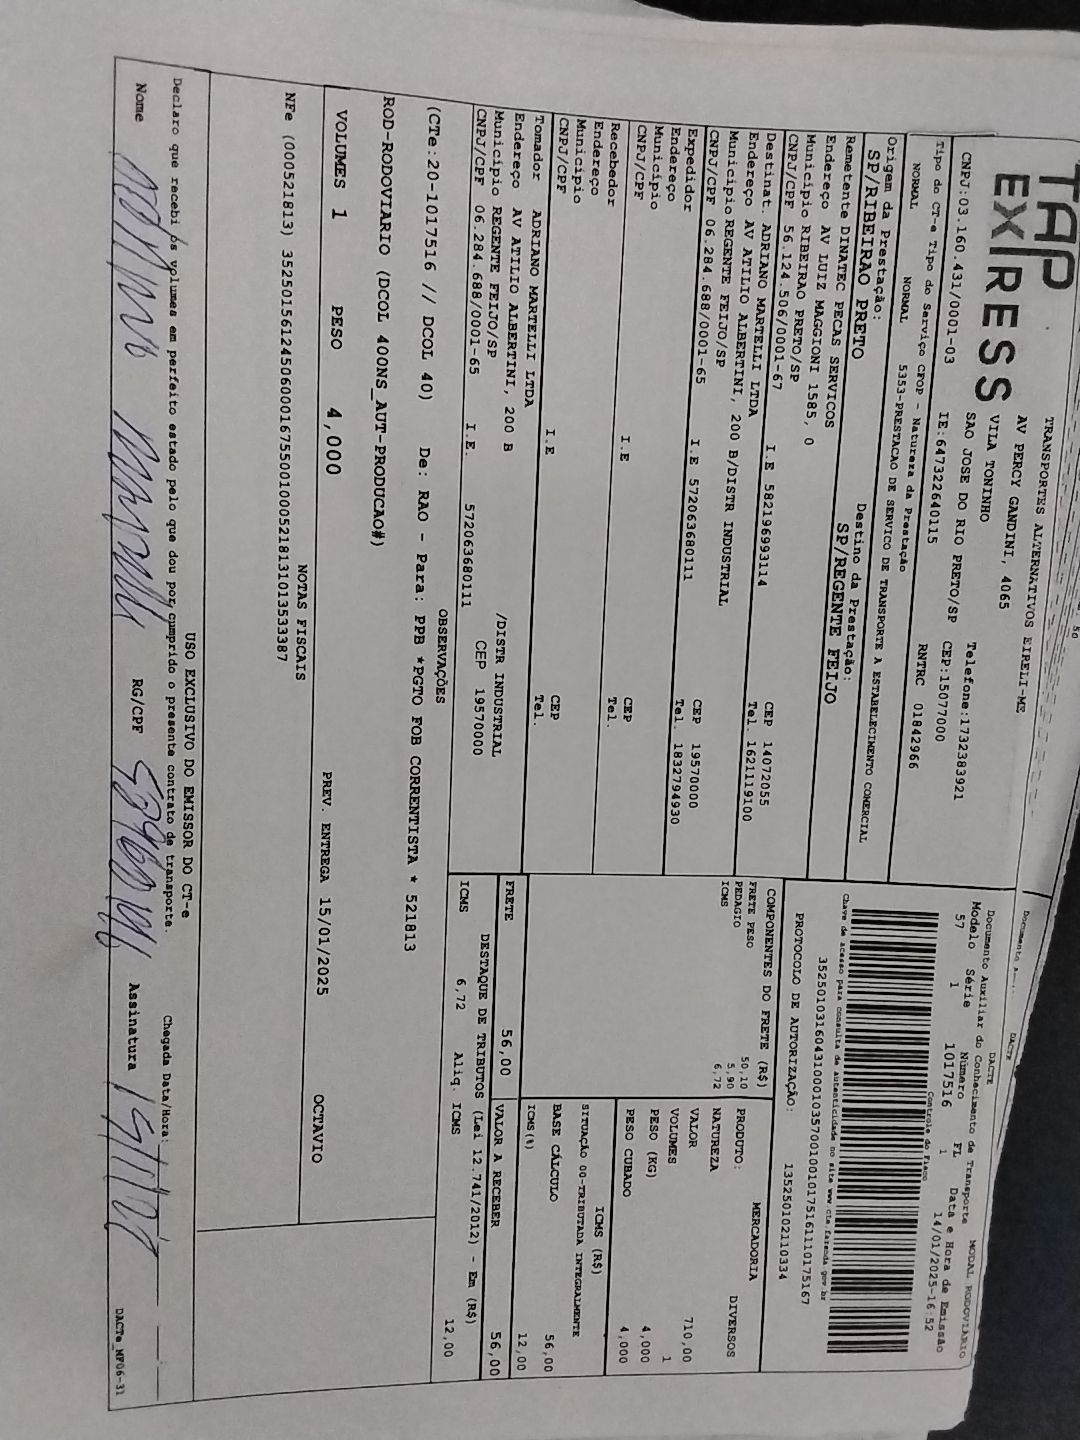 TAP
EXPRESS
TRANSPORTES ALTERNATIVOS EIRELI-ME
AV PERCY GANDINI, 4065
VILA TONINHO
SAO JOSE DO RIO PRETO/SP
Telefone:1732383921
CNPJ:03.160.431/0001-03
IE:647322640115
CEP:15077000
Tipo do CT-e Tipo do Serviço CFOP - Natureza da Prestação
RNTRC 01842966
NORMAL NORMAL 5353-PRESTACAO DE SERVICO DE TRANSPORTE A ESTABELECIMENTO COMERCIAL
Origem da Prestação:
SP/RIBEIRAO PRETO
Destino da Prestação:
SP/REGENTE FEIJO
Remetente DINATEC PECAS SERVICOS
Endereço AV LUIZ MAGGIONI 1585, 0
Município RIBEIRAO PRETO/SP CEP 14072055
CNPJ/CPF 56.124.506/0001-67 I.E 582196993114 Tel. 1621119100
Destinat. ADRIANO MARTELLI LTDA
Endereço AV ATILIO ALBERTINI, 200 B/DISTR INDUSTRIAL
Município REGENTE FEIJO/SP CEP 19570000
CNPJ/CPF 06.284.688/0001-65 I.E 572063680111 Tel. 1832794930
Expedidor
Endereço
Município CEP
CNPJ/CPF I.E Tel.
Recebedor
Endereço
Município CEP
CNPJ/CPF I.E Tel.
Tomador ADRIANO MARTELLI LTDA
Endereço AV ATILIO ALBERTINI, 200 B /DISTR INDUSTRIAL
Município REGENTE FEIJO/SP CEP 19570000
CNPJ/CPF 06.284.688/0001-65 I.E. 572063680111
DACTE
DACTE
Documento Auxiliar do Conhecimento de Transporte
MODAL RODOVIARIO
Modelo Série Número FL Data e Hora de Emissão
57 1 1017516 1 14/01/2025-16:52
Controle do Fisco
Chave de acesso para consulta de autenticidade no site www.cte.fazenda.gov.br
35250103160431000103570010010175161110175167
PROTOCOLO DE AUTORIZAÇÃO: 135250102110334
COMPONENTES DO FRETE (R$)
FRETE PESO 50,10
PEDAGIO 5,90
ICMS 6,72
MERCADORIA
PRODUTO: DIVERSOS
NATUREZA
VALOR 710,00
VOLUMES 1
PESO (KG) 4,000
PESO CUBADO 4,000
ICMS (R$)
SITUAÇÃO 00-TRIBUTADA INTEGRALMENTE
BASE CÁLCULO 56,00
ICMS(%) 12,00
FRETE 56,00 VALOR A RECEBER 56,00
DESTAQUE DE TRIBUTOS (Lei 12.741/2012) - Em (R$)
ICMS 6,72 Aliq. ICMS 12,00
OBSERVAÇÕES
(CTe:20-1017516 // DCOL 40) De: RAO - Para: PPB *PGTO FOB CORRENTISTA * 521813
ROD-RODOVIARIO (DCOL 400NS_AUT-PRODUCAO#)
VOLUMES 1 PESO 4,000 PREV. ENTREGA 15/01/2025 OCTAVIO
NOTAS FISCAIS
NFe (000521813) 35250156124506000167550010005218131013533387
USO EXCLUSIVO DO EMISSOR DO CT-e
Declaro que recebi os volumes em perfeito estado pelo que dou por cumprido o presente contrato de transporte. Chegada Data/Hora:
Nome RG/CPF Assinatura
DACTe_MP06-31